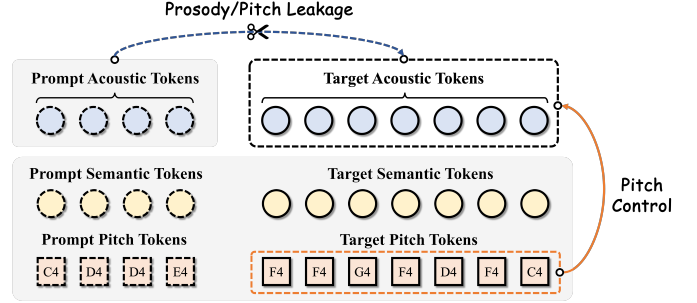 Prosody/Pitch Leakage
Prompt Acoustic Tokens
Target Acoustic Tokens
Prompt Semantic Tokens
Target Semantic Tokens
Pitch
Control
Prompt Pitch Tokens
Target Pitch Tokens
C4 D4 D4 E4
F4 F4 G4 F4 D4 F4 C4